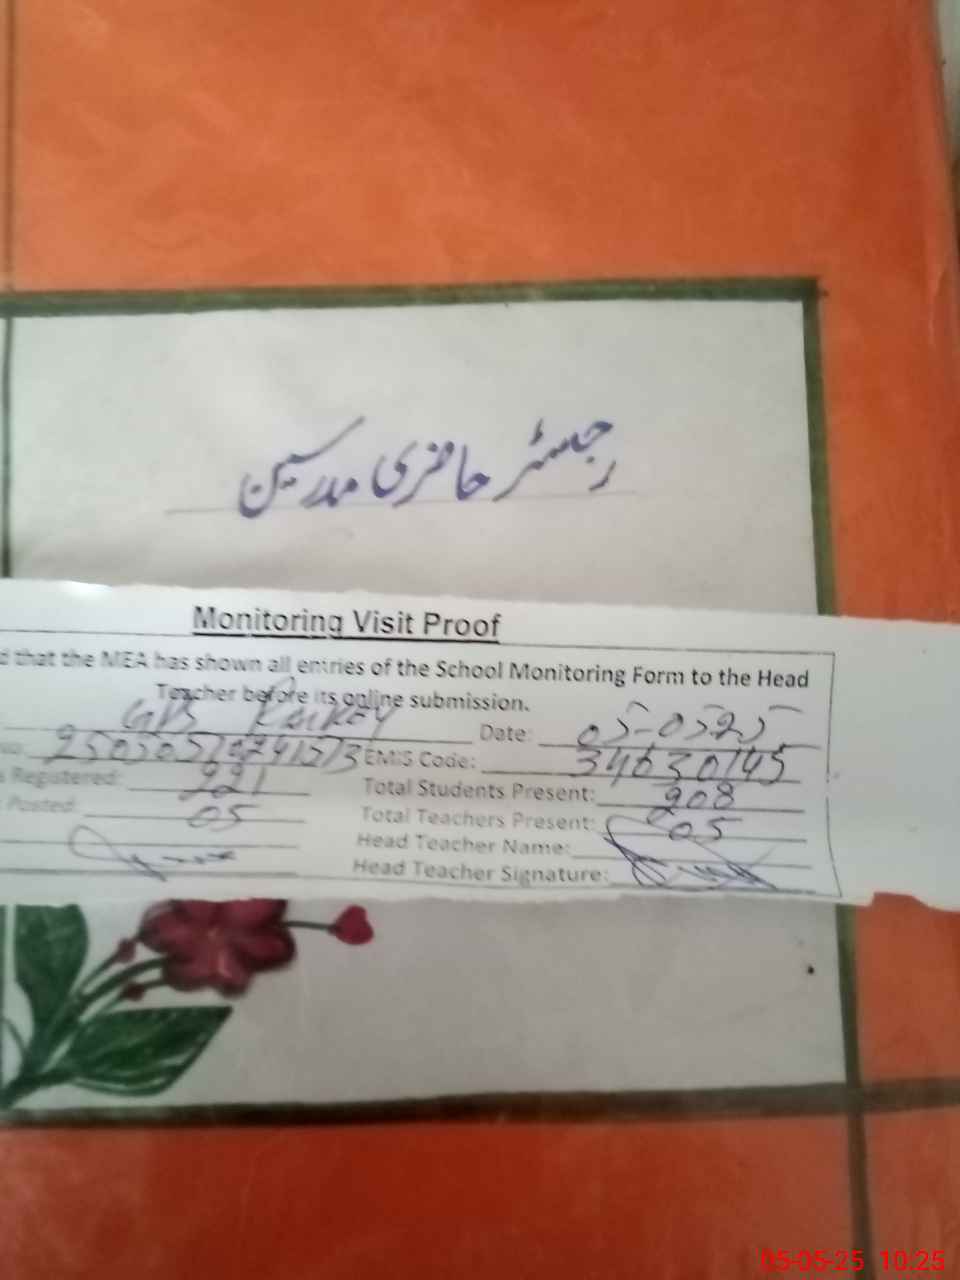 رجسٹر حاضری مدرسین
Monitoring Visit Proof
d that the MEA has shown all entries of the School Monitoring Form to the Head
Teacher before its online submission.
GPS Date: 05-05-25
EMIS Code: 34630145
s Registered: 221 Total Students Present: 208
s Posted: 05 Total Teachers Present: 05
Head Teacher Name:
Head Teacher Signature:
05-05-25 10:25